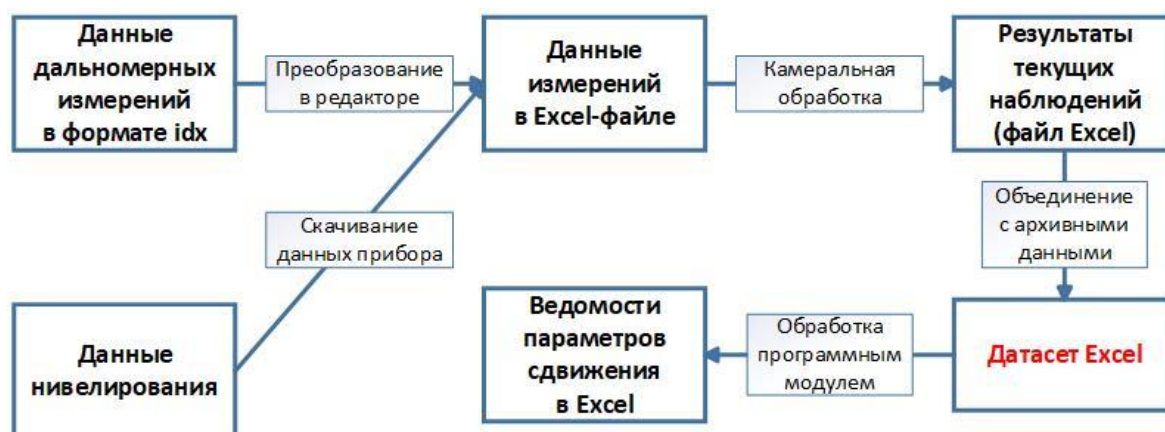 Данные
дальномерных
измерений
в формате idx
Преобразование
в редакторе
Данные
измерений
в Excel-файле
Камеральная
обработка
Результаты
текущих
наблюдений
(файл Excel)
Скачивание
данных прибора
Объединение
с архивными
данными
Данные
нивелирования
Ведомости
параметров
сдвижения
в Excel
Обработка
программным
модулем
Датасет Excel